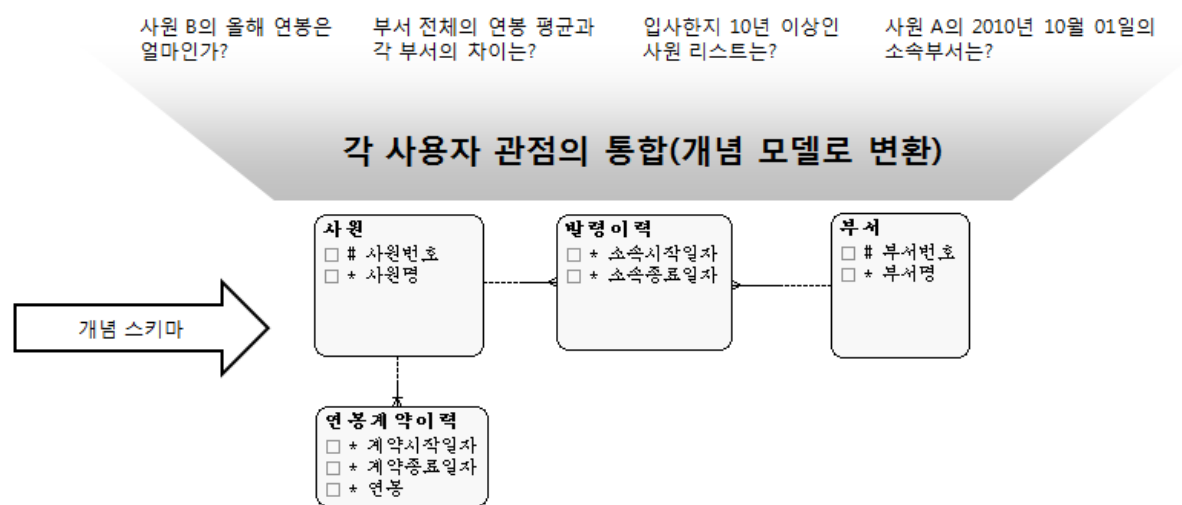 사원 B의 올해 연봉은
얼마인가?
부서 전체의 연봉 평균과
각 부서의 차이는?
입사한지 10년 이상인
사원 리스트는?
사원 A의 2010년 10월 01일의
소속부서는?
각 사용자 관점의 통합(개념 모델로 변환)
개념 스키마
사원
# 사원번호
* 사원명
발령이력
* 소속시작일자
* 소속종료일자
부서
# 부서번호
* 부서명
연봉계약이력
* 계약시작일자
* 계약종료일자
* 연봉